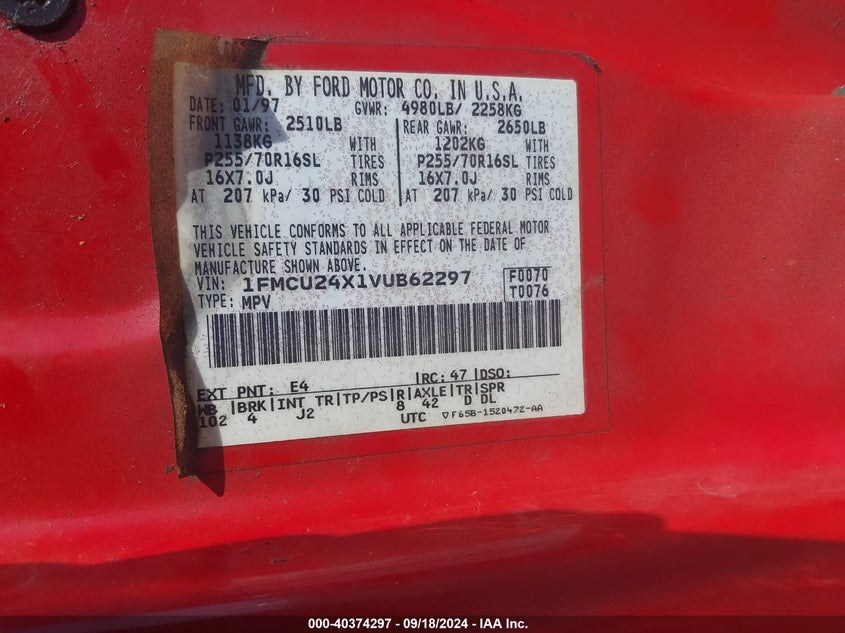 MFD. BY FORD MOTOR CO. IN U.S.A.
DATE: 01/97 GVWR: 4980LB/ 2258KG
FRONT GAWR: 2510LB REAR GAWR: 2650LB
1138KG WITH 1202KG WITH
P255/70R16SL TIRES P255/70R16SL TIRES
16X7.0J RIMS 16X7.0J RIMS
AT 207 kPa/ 30 PSI COLD AT 207 kPa/ 30 PSI COLD
THIS VEHICLE CONFORMS TO ALL APPLICABLE FEDERAL MOTOR
VEHICLE SAFETY STANDARDS IN EFFECT ON THE DATE OF
MANUFACTURE SHOWN ABOVE.
VIN: 1FMCU24X1VUB62297 F0070
TYPE: MPV T0076
EXT PNT: E4 RC: 47 DSO:
WB BRK INT TR TP/PS R AXLE TR SPR
102 4 J2 8 42 D DL
UTC ▽F65B-1520472-AA
000-40374297 - 09/18/2024 - IAA Inc.